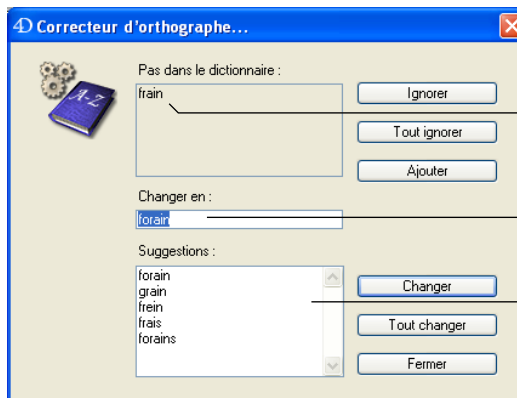 4D Correcteur d'orthographe...
Pas dans le dictionnaire :
frain
Ignorer
Tout ignorer
Ajouter
Changer en :
forain
Suggestions :
forain
grain
frein
frais
forains
Changer
Tout changer
Fermer
A-Z